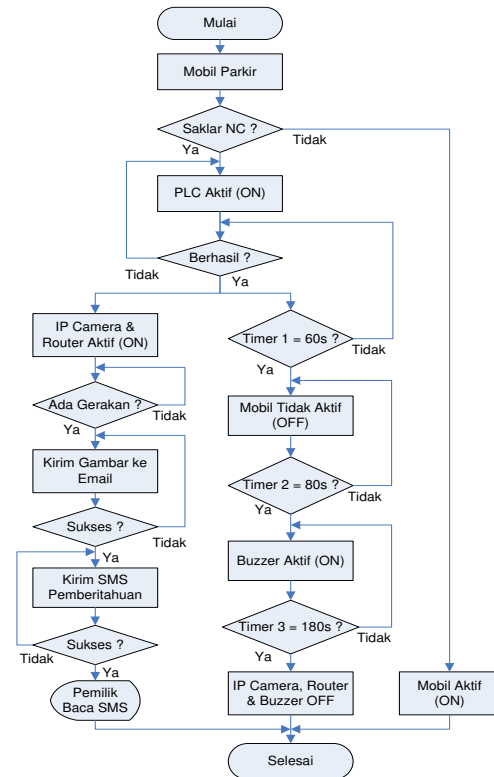 Mulai
Mobil Parkir
Saklar NC ?
Tidak
Ya
PLC Aktif (ON)
Berhasil ?
Tidak
Ya
IP Camera &
Router Aktif (ON)
Timer 1 = 60s ?
Tidak
Ya
Ada Gerakan ?
Tidak
Ya
Mobil Tidak Aktif
(OFF)
Kirim Gambar ke
Email
Timer 2 = 80s ?
Tidak
Ya
Sukses ?
Tidak
Ya
Buzzer Aktif (ON)
Kirim SMS
Pemberitahuan
Timer 3 = 180s ?
Tidak
Ya
Sukses ?
Tidak
Ya
Pemilik
Baca SMS
IP Camera, Router
& Buzzer OFF
Mobil Aktif
(ON)
Selesai